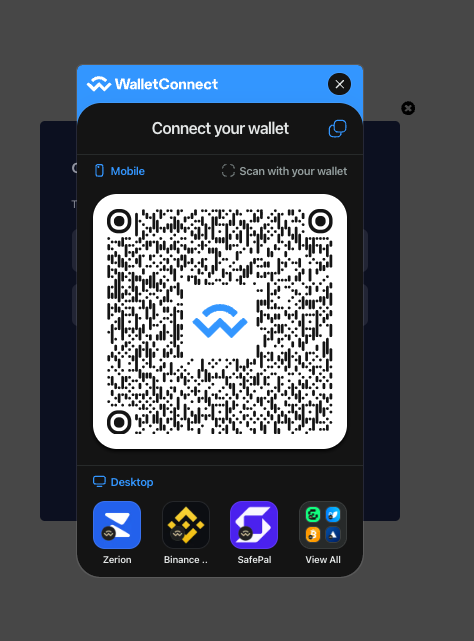 WalletConnect
Connect your wallet
Mobile
Scan with your wallet
Desktop
Zerion
Binance ..
SafePal
View All